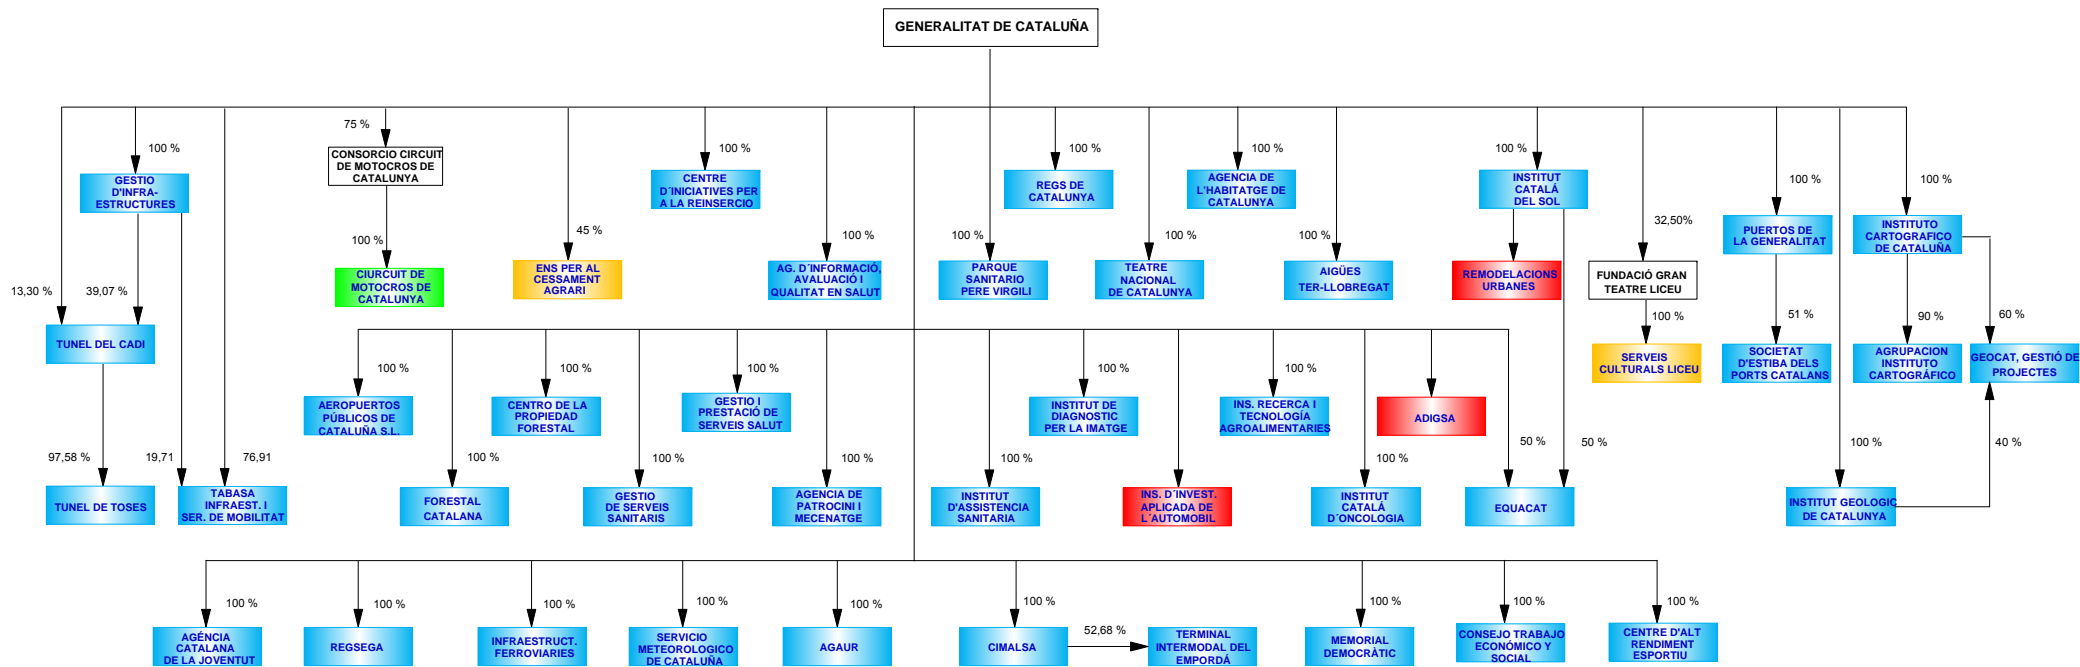 GENERALITAT DE CATALUÑA
75 %
100 %
CONSORCIO CIRCUIT
DE MOTOCROS DE
CATALUNYA
100 %
100 %
100 %
100 %
GESTIO
D'INFRA-
ESTRUCTURES
CENTRE
D´INICIATIVES PER
A LA REINSERCIO
REGS DE
CATALUNYA
AGENCIA DE
L'HABITATGE DE
CATALUNYA
INSTITUT
CATALÁ
DEL SOL
100 %
100 %
32,50%
45 %
100 %
100 %
100 %
100 %
100 %
PUERTOS DE
LA GENERALITAT
INSTITUTO
CARTOGRAFICO
DE CATALUÑA
CIURCUIT DE
MOTOCROS DE
CATALUNYA
ENS PER AL
CESSAMENT
AGRARI
AG. D´INFORMACIÓ,
AVALUACIÓ I
QUALITAT EN SALUT
PARQUE
SANITARIO
PERE VIRGILI
TEATRE
NACIONAL
DE CATALUNYA
AIGÜES
TER-LLOBREGAT
REMODELACIONS
URBANES
FUNDACIÓ GRAN
TEATRE LICEU
13,30 %
39,07 %
51 %
90 %
60 %
100 %
TUNEL DEL CADI
SERVEIS
CULTURALS LICEU
SOCIETAT
D'ESTIBA DELS
PORTS CATALANS
AGRUPACION
INSTITUTO
CARTOGRÁFICO
GEOCAT, GESTIÓ DE
PROJECTES
100 %
100 %
100 %
100 %
100 %
AEROPUERTOS
PÚBLICOS DE
CATALUÑA S.L.
CENTRO DE LA
PROPIEDAD
FORESTAL
GESTIO I
PRESTACIÓ DE
SERVEIS SALUT
INSTITUT DE
DIAGNOSTIC
PER LA IMATGE
INS. RECERCA I
TECNOLOGÍA
AGROALIMENTARIES
ADIGSA
97,58 %
19,71
76,91
100 %
100 %
100 %
100 %
100 %
50 %
50 %
100 %
40 %
TUNEL DE TOSES
TABASA
INFRAEST. I
SER. DE MOBILITAT
FORESTAL
CATALANA
GESTIO
DE SERVEIS
SANITARIS
AGENCIA DE
PATROCINI I
MECENATGE
INSTITUT
D'ASSISTENCIA
SANITARIA
INS. D´INVEST.
APLICADA DE
L´AUTOMOBIL
INSTITUT
CATALÁ
D´ONCOLOGIA
EQUACAT
INSTITUT GEOLOGIC
DE CATALUNYA
100 %
100 %
100 %
100 %
100 %
100 %
100 %
100 %
100 %
AGÉNCIA
CATALANA
DE LA JOVENTUT
REGSEGA
INFRAESTRUCT.
FERROVIARIES
SERVICIO
METEOROLOGICO
DE CATALUÑA
AGAUR
CIMALSA
52,68 %
TERMINAL
INTERMODAL DEL
EMPORDÁ
MEMORIAL
DEMOCRÀTIC
CONSEJO TRABAJO
ECONÓMICO Y
SOCIAL
CENTRE D'ALT
RENDIMENT
ESPORTIU